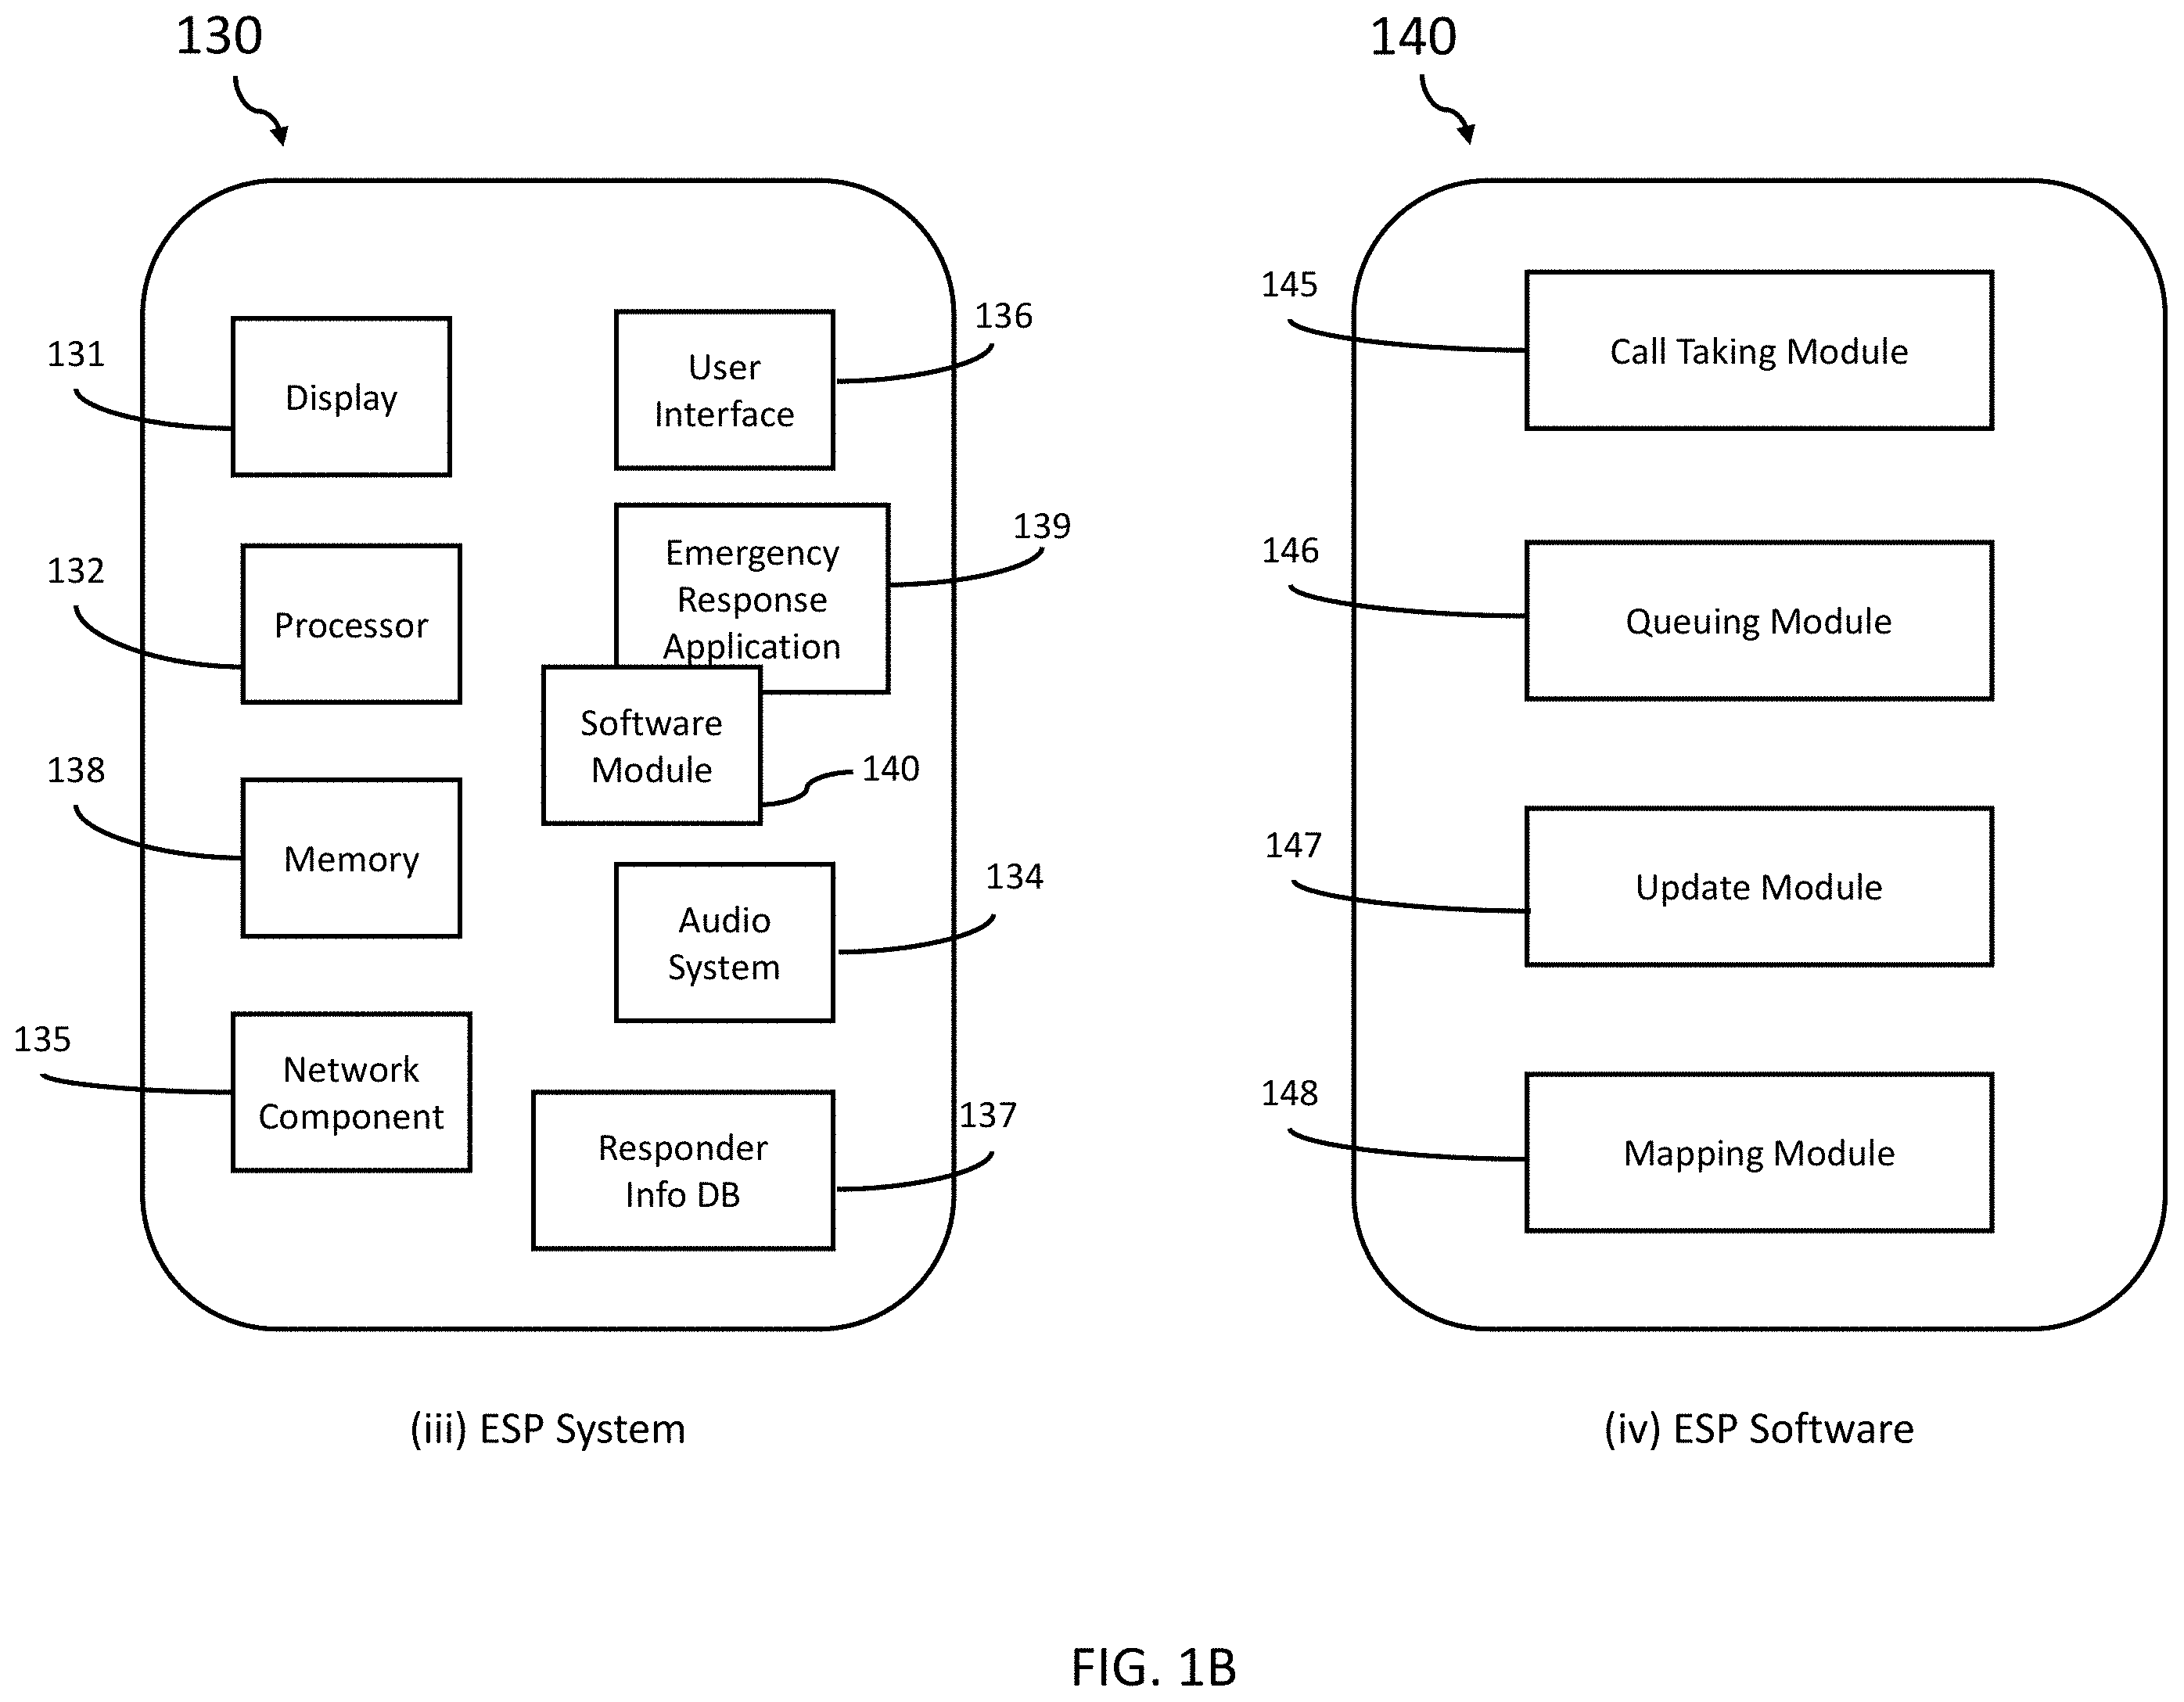 130
131
Display
132
Processor
138
Memory
135
Network
Component
User
Interface
136
Emergency
Response
Application
139
Software
Module
140
Audio
System
134
Responder
Info DB
137
(iii) ESP System
140
145
Call Taking Module
146
Queuing Module
147
Update Module
148
Mapping Module
(iv) ESP Software
FIG. 1B